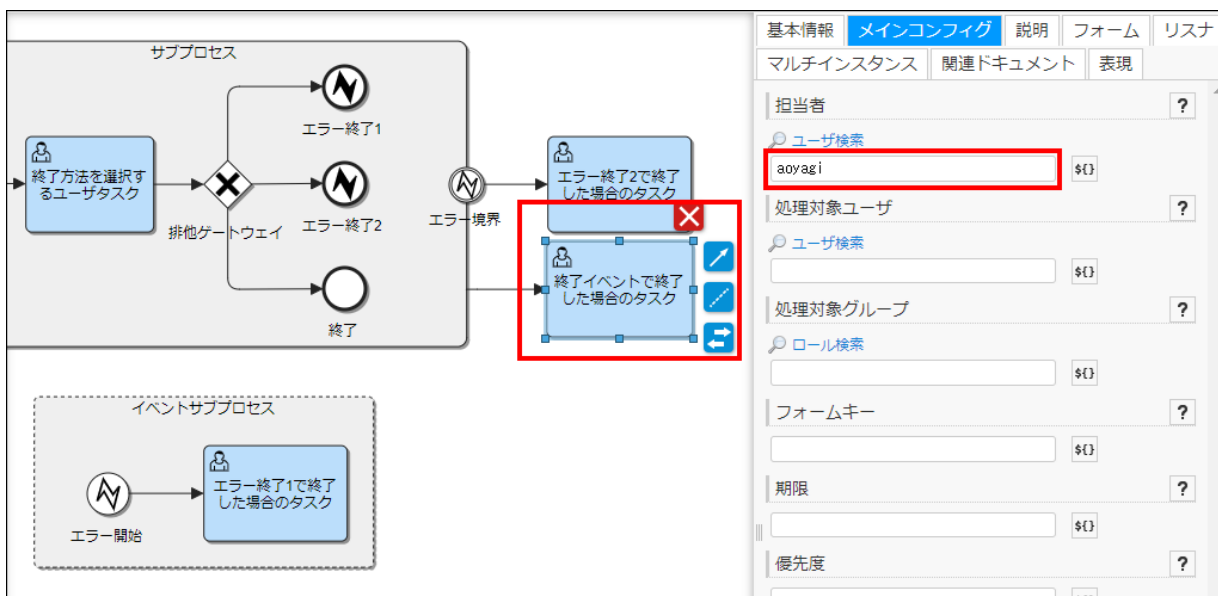 サブプロセス
エラー終了1
終了方法を選択す
るユーザタスク
排他ゲートウェイ
エラー終了2
終了
エラー境界
エラー終了2で終了
した場合のタスク
終了イベントで終了
した場合のタスク
イベントサブプロセス
エラー開始
エラー終了1で終了
した場合のタスク
基本情報 メインコンフィグ 説明 フォーム リスナ
マルチインスタンス 関連ドキュメント 表現
担当者 ?
ユーザ検索
aoyagi ${}
処理対象ユーザ ?
ユーザ検索
${}
処理対象グループ ?
ロール検索
${}
フォームキー ?
${}
期限 ?
${}
優先度 ?